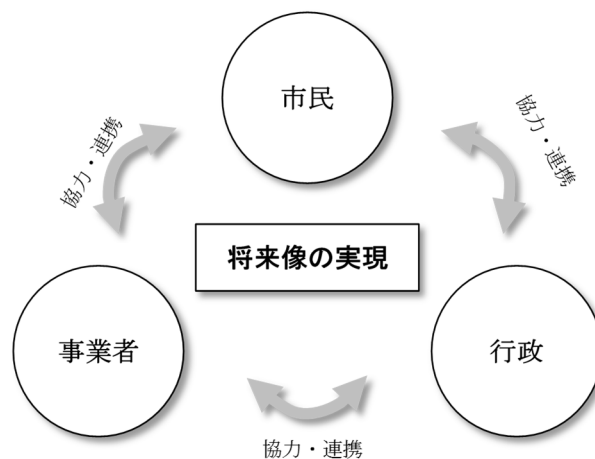 市民
協力・連携
協力・連携
将来像の実現
事業者
行政
協力・連携